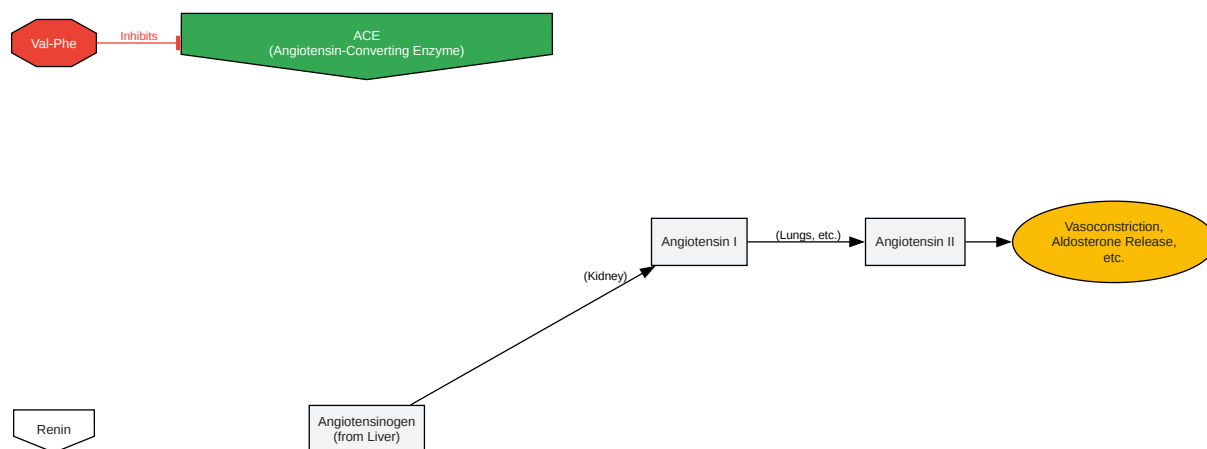 Val-Phe
Inhibits
ACE
(Angiotensin-Converting Enzyme)
Angiotensin I
(Lungs, etc.)
Angiotensin II
Vasoconstriction,
Aldosterone Release,
etc.
(Kidney)
Renin
Angiotensinogen
(from Liver)